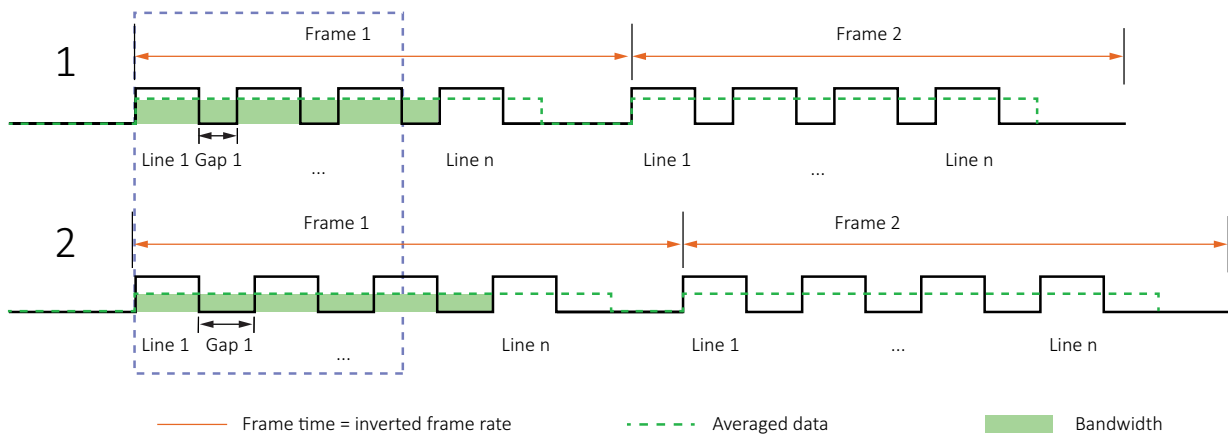 1
Frame 1 Frame 2
Line 1 Gap 1 ... Line n Line 1 ... Line n
2
Frame 1 Frame 2
Line 1 Gap 1 ... Line n Line 1 ... Line n
Frame time = inverted frame rate Averaged data Bandwidth